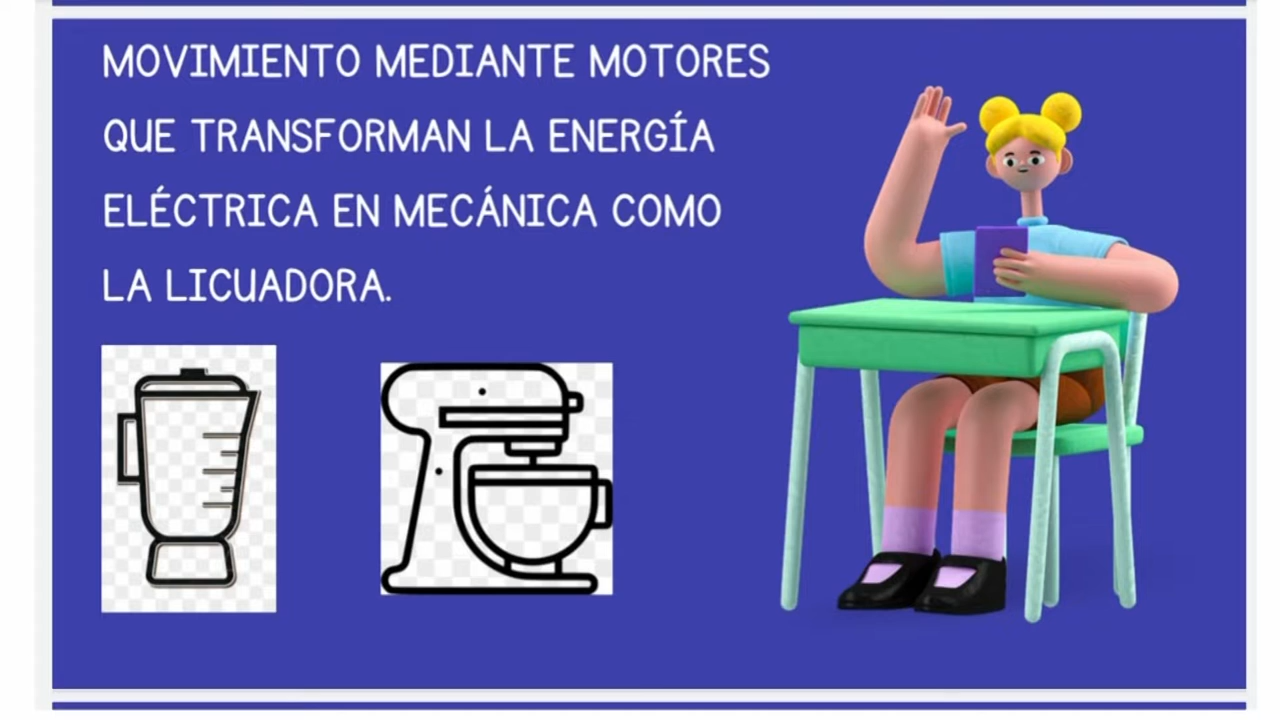 MOVIMIENTO MEDIANTE MOTORES
QUE TRANSFORMAN LA ENERGÍA
ELÉCTRICA EN MECÁNICA COMO
LA LICUADORA.